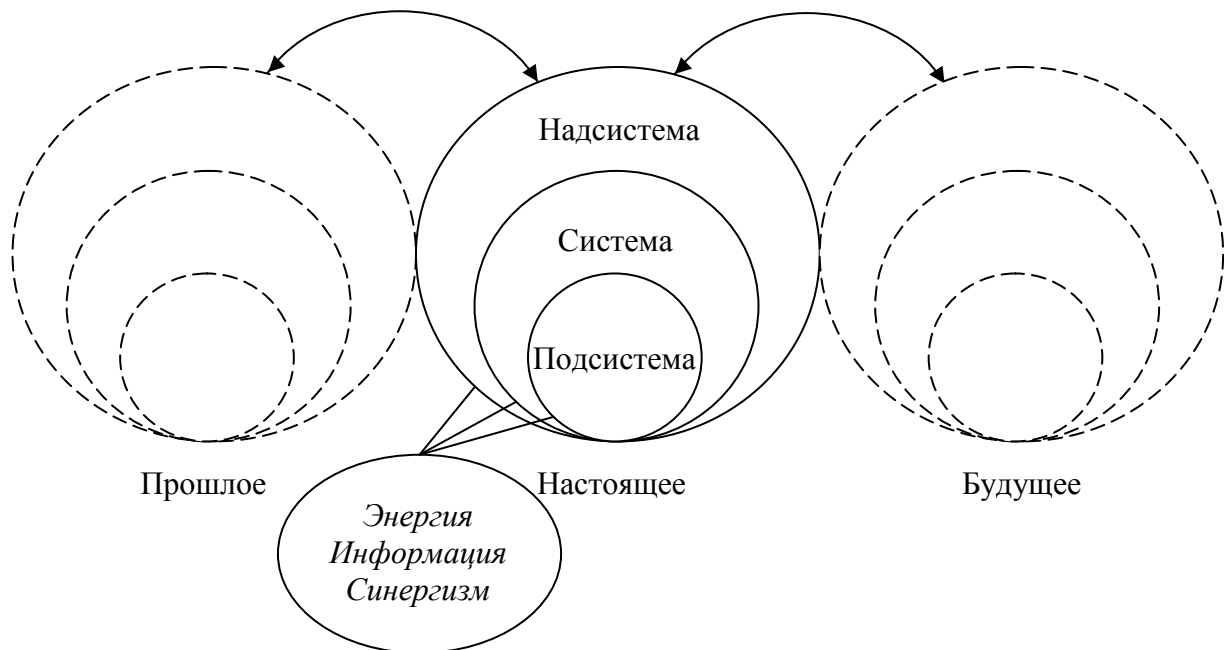 Надсистема
Система
Подсистема
Прошлое
Настоящее
Будущее
Энергия
Информация
Синергизм